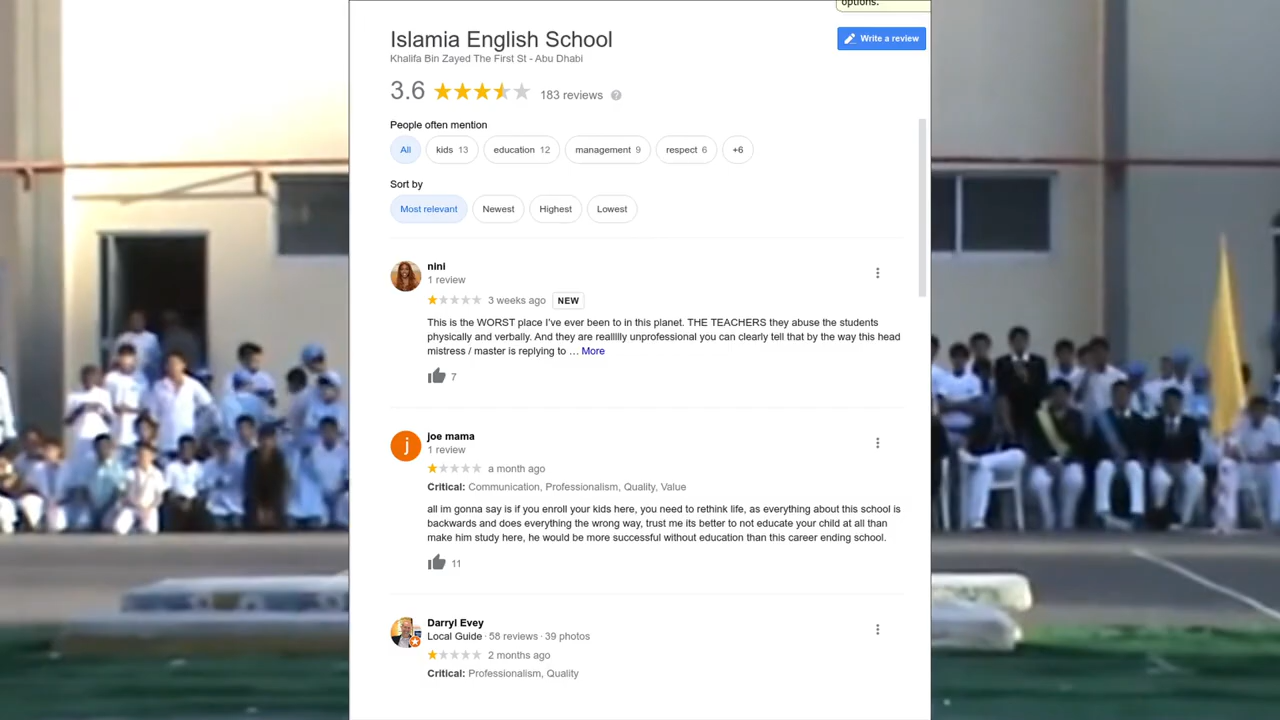 options.
Islamia English School
Write a review
Khalifa Bin Zayed The First St - Abu Dhabi
3.6 183 reviews
People often mention
All kids 13 education 12 management 9 respect 6 +6
Sort by
Most relevant Newest Highest Lowest
nini
1 review
3 weeks ago NEW
This is the WORST place I've ever been to in this planet. THE TEACHERS they abuse the students
physically and verbally. And they are realllly unprofessional you can clearly tell that by the way this head
mistress / master is replying to … More
7
j
joe mama
1 review
a month ago
Critical: Communication, Professionalism, Quality, Value
all im gonna say is if you enroll your kids here, you need to rethink life, as everything about this school is
backwards and does everything the wrong way, trust me its better to not educate your child at all than
make him study here, he would be more successful without education than this career ending school.
11
Darryl Evey
Local Guide · 58 reviews · 39 photos
2 months ago
Critical: Professionalism, Quality